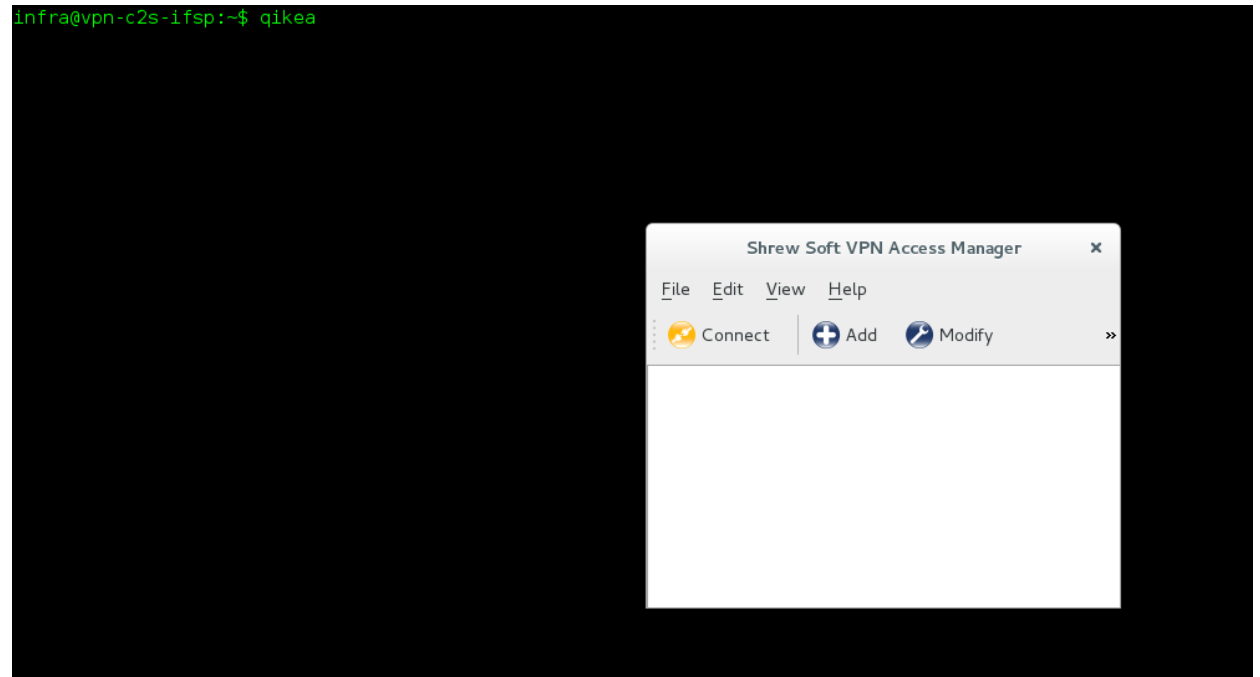 infra@vpn-c2s-ifsp:~$ qikea
Shrew Soft VPN Access Manager ×
File Edit View Help
Connect Add Modify »